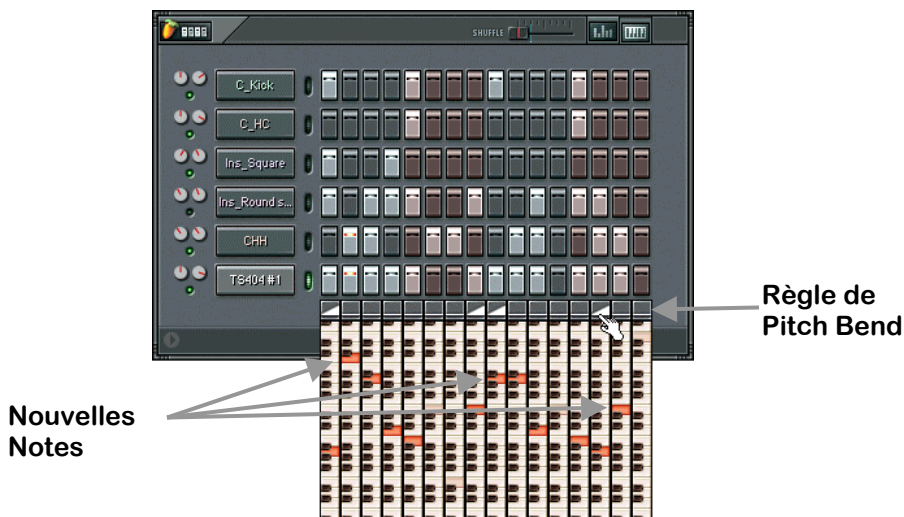 SHUFFLE
C_Kick
C_HC
Ins_Square
Ins_Round s...
CHH
TS404 #1
Règle de
Pitch Bend
Nouvelles
Notes